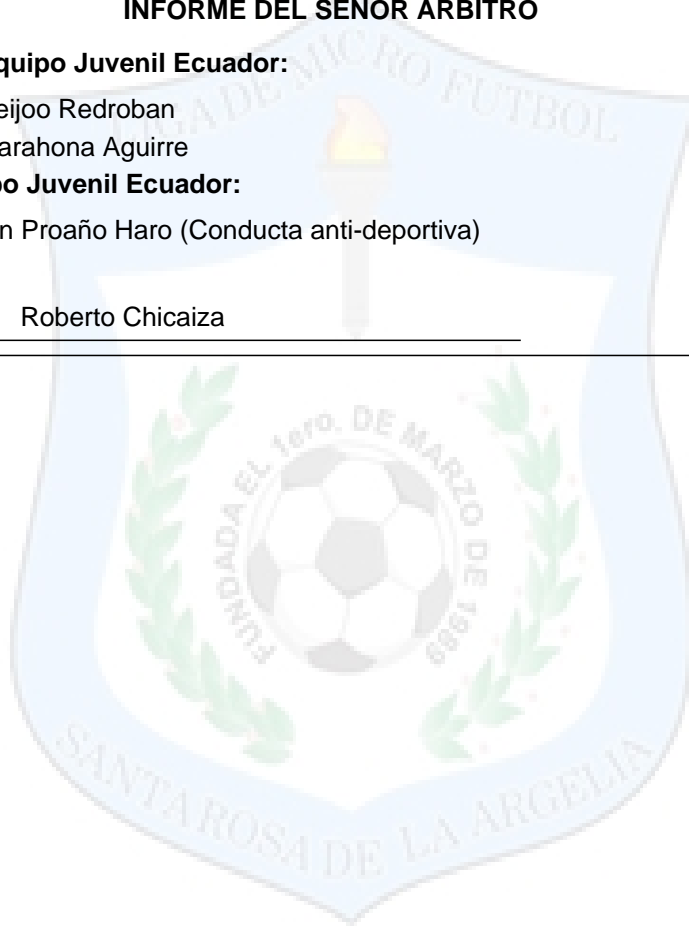 INFORME DEL SEÑOR ARBITRO
quipo Juvenil Ecuador:
eijoo Redroban
arahona Aguirre
po Juvenil Ecuador:
n Proaño Haro (Conducta anti-deportiva)
Roberto Chicaiza
LIGA DE MICRO FUTBOL
FUNDADA EL 1ero. DE MARZO DE 1989
SANTA ROSA DE LA ARGELIA